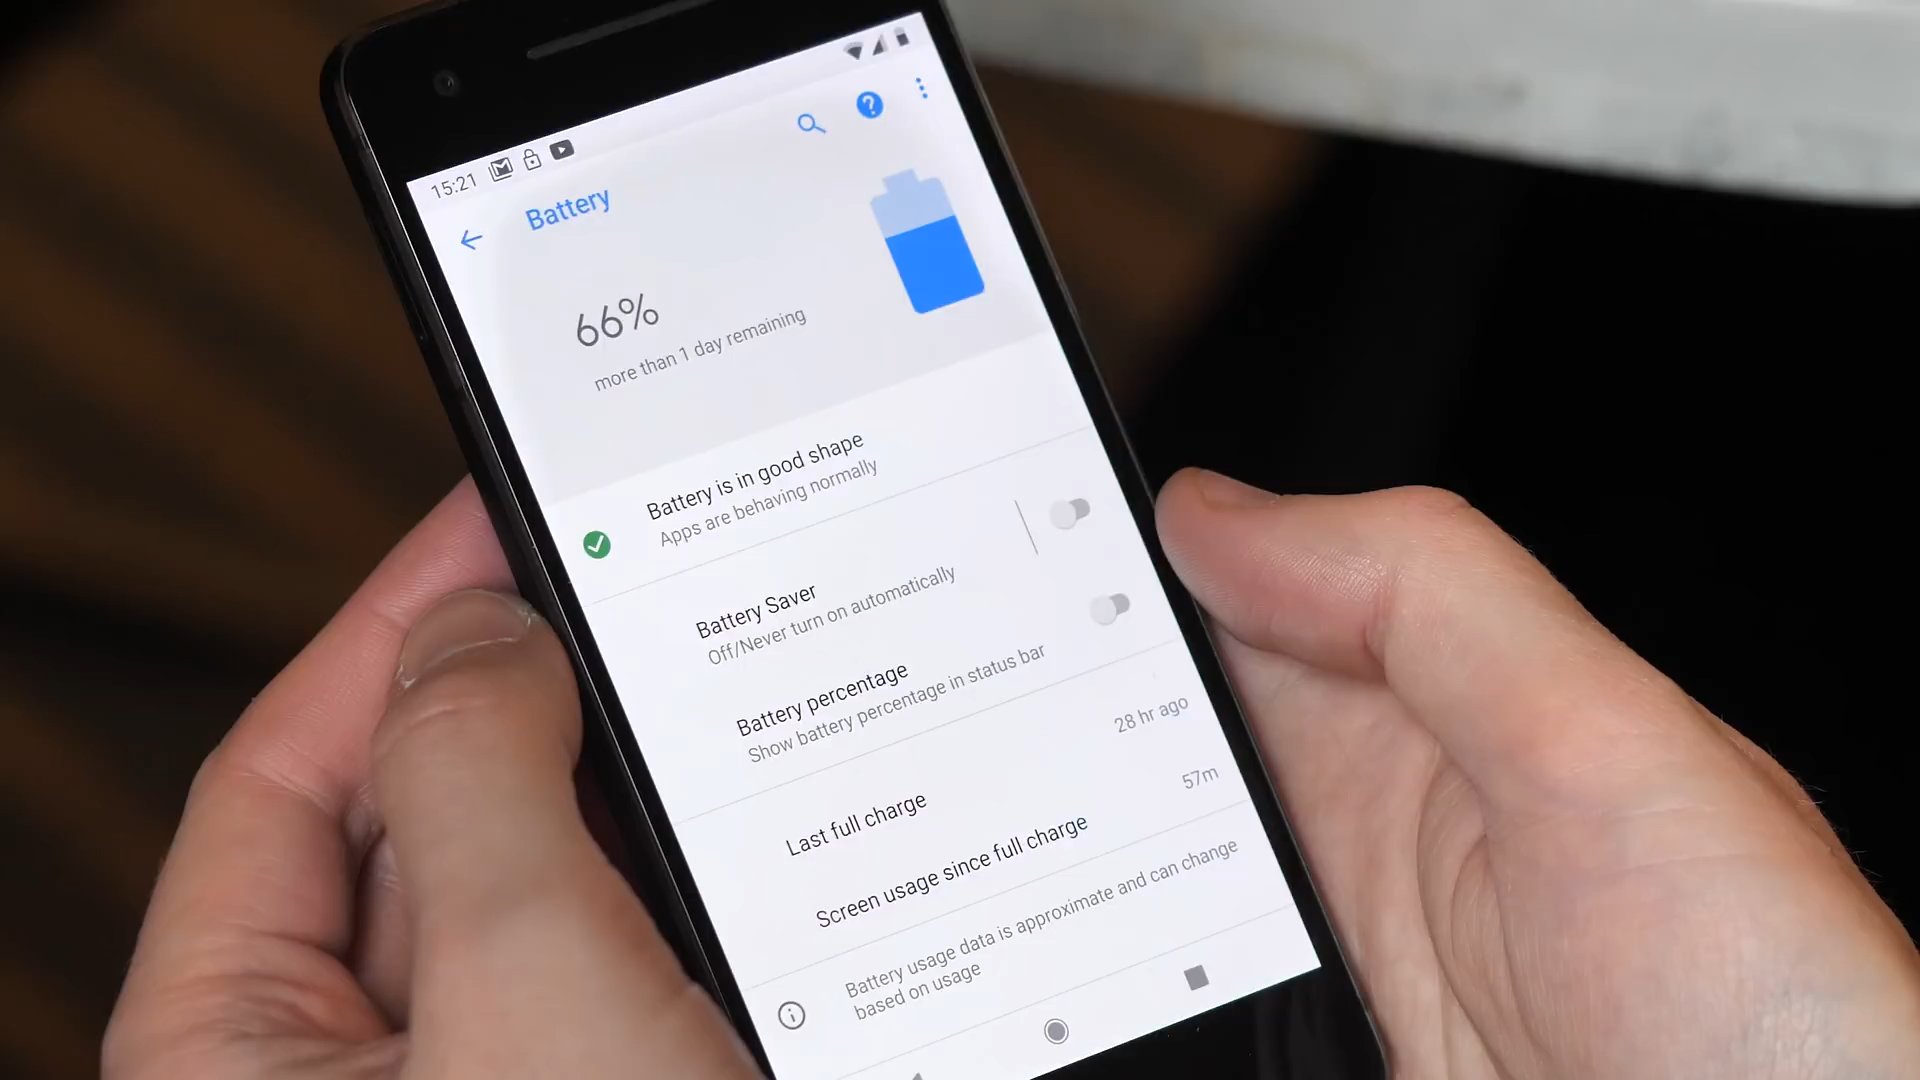 15:21
Battery
66%
more than 1 day remaining
Battery is in good shape
Apps are behaving normally
Battery Saver
Off/Never turn on automatically
Battery percentage
Show battery percentage in status bar
Last full charge
28 hr ago
Screen usage since full charge
57m
Battery usage data is approximate and can change
based on usage